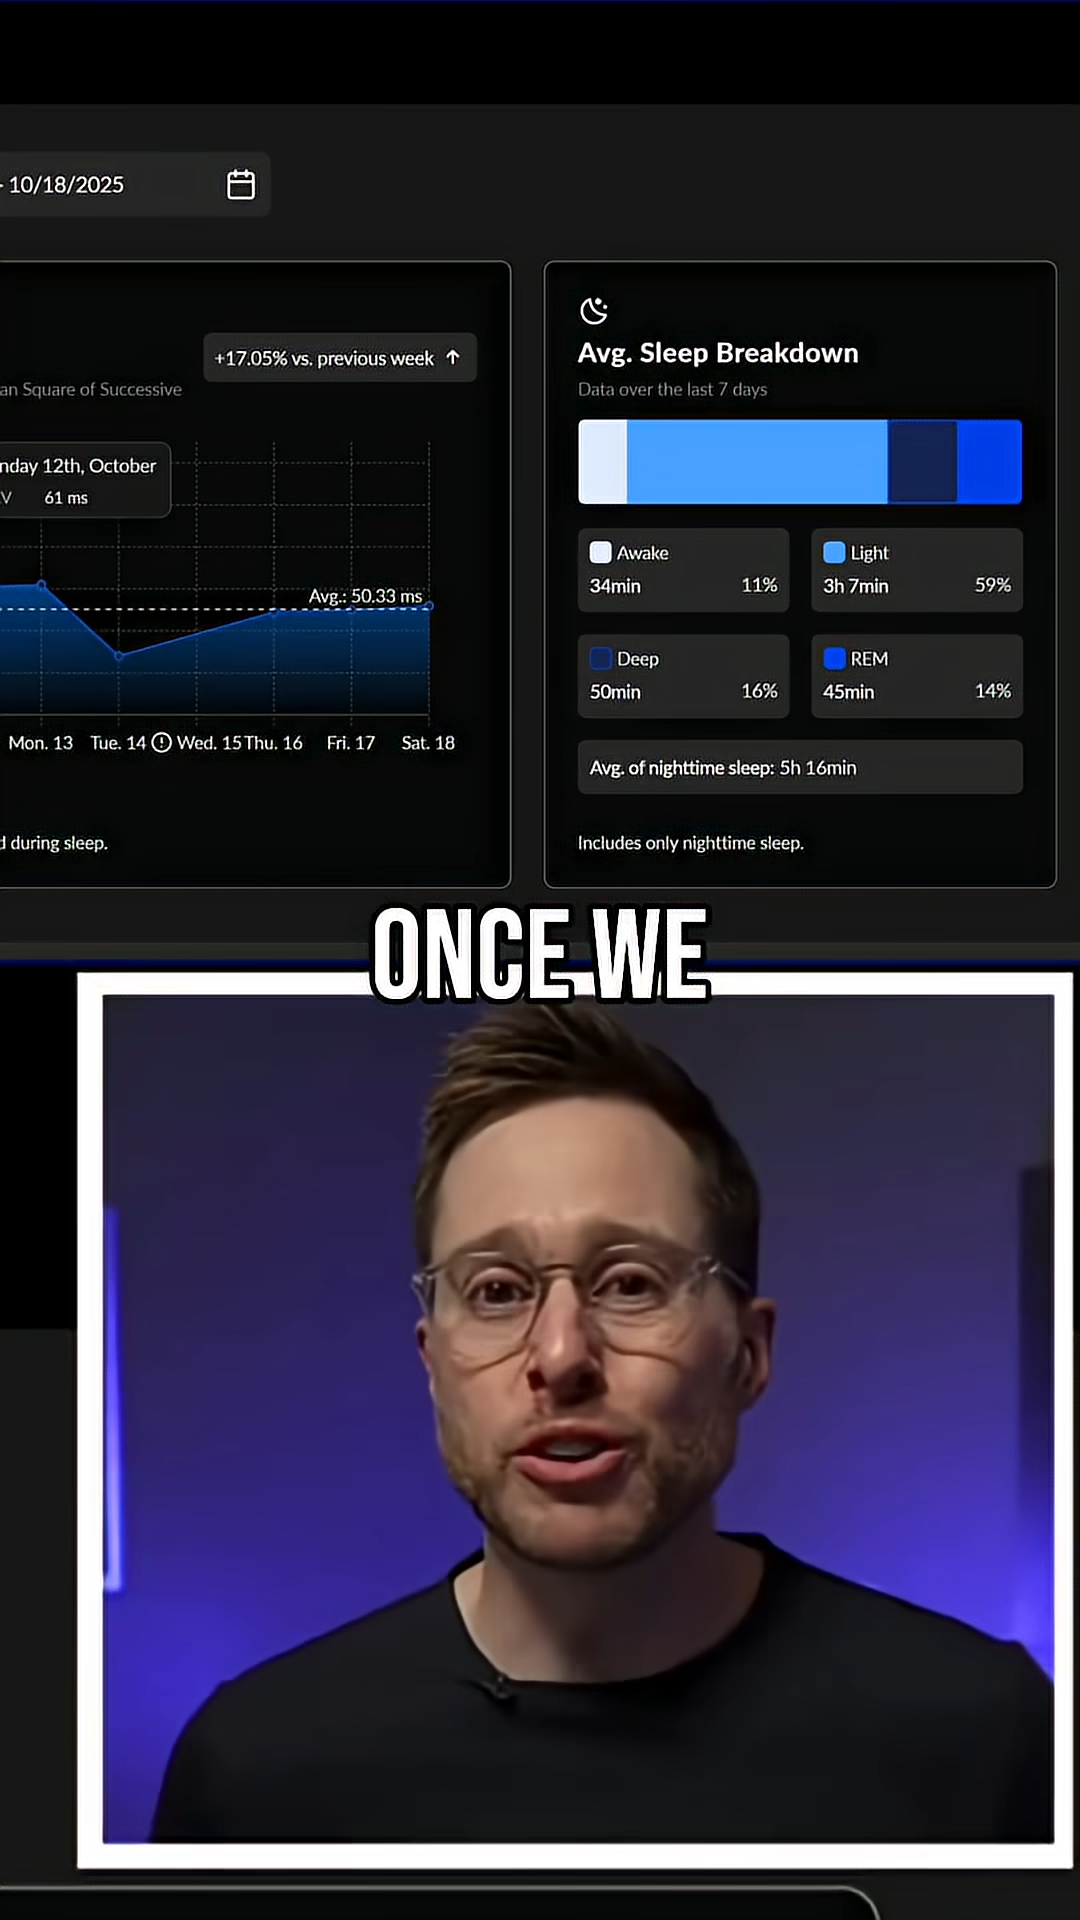 - 10/18/2025
+17.05% vs. previous week
an Square of Successive
nday 12th, October
V 61 ms
Avg.: 50.33 ms
Mon. 13 Tue. 14 Wed. 15 Thu. 16 Fri. 17 Sat. 18
d during sleep.
Avg. Sleep Breakdown
Data over the last 7 days
Awake
34min 11%
Light
3h 7min 59%
Deep
50min 16%
REM
45min 14%
Avg. of nighttime sleep: 5h 16min
Includes only nighttime sleep.
ONCE WE